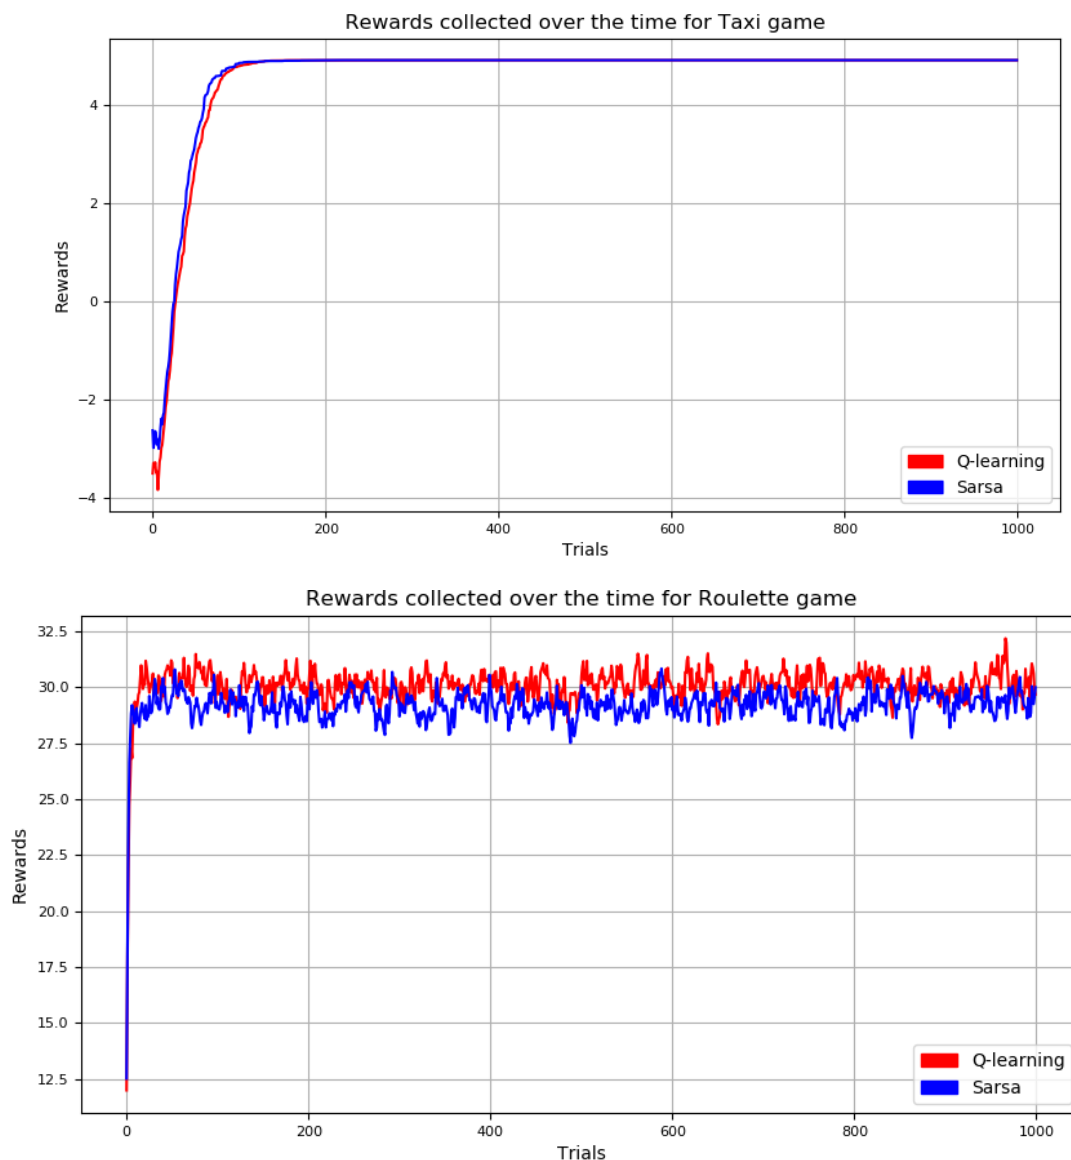 Rewards collected over the time for Taxi game
4
2
0
−2
−4
Rewards
0 200 400 600 800 1000
Trials
Q-learning
Sarsa
Rewards collected over the time for Roulette game
32.5
30.0
27.5
25.0
22.5
20.0
17.5
15.0
12.5
Rewards
0 200 400 600 800 1000
Trials
Q-learning
Sarsa